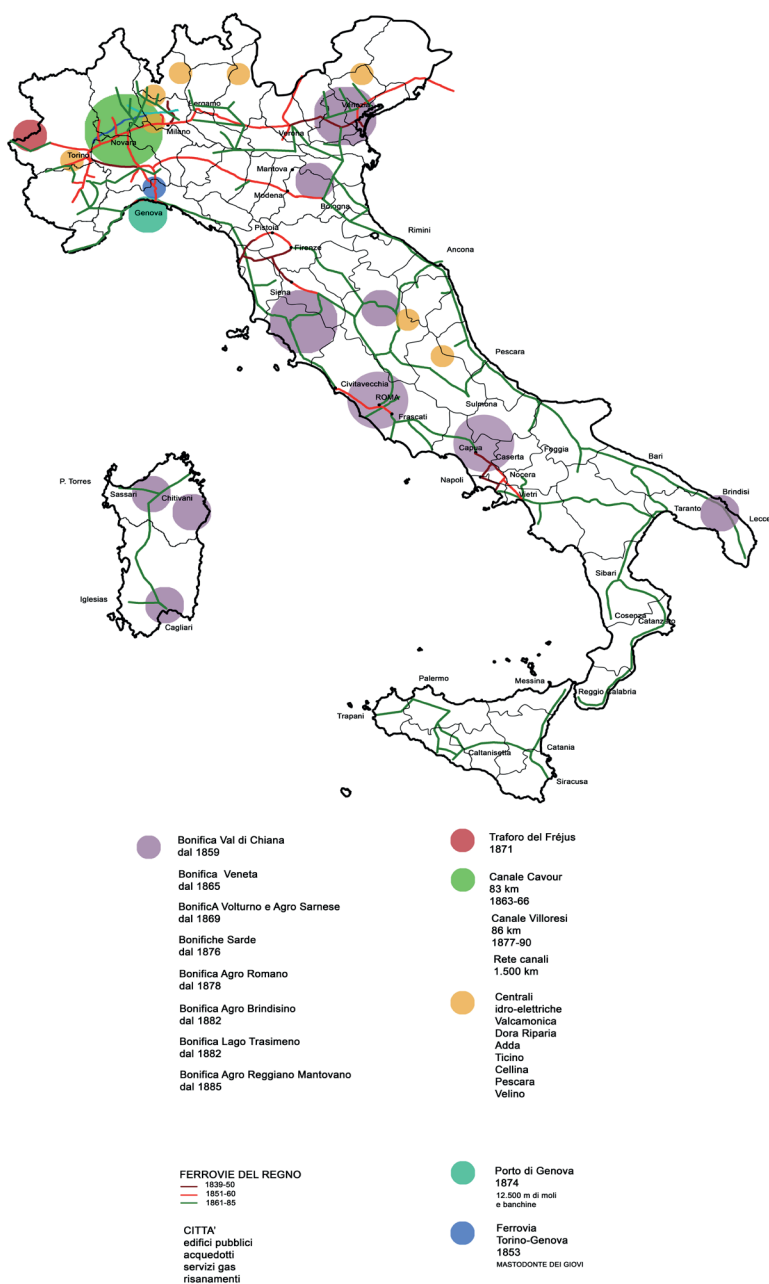 Bergamo
Venezia
Milano
Verona
Novara
Torino
Mantova
Modena
Bologna
Genova
Pistoia
Rimini
Firenze
Ancona
Siena
Pescara
Civitavecchia
ROMA
Sulmona
Frascati
Capua
Foggia
Caserta
Bari
Napoli
Nocera
P. Torres
Sassari
Chitivani
Vietri
Brindisi
Taranto
Lecce
Sibari
Iglesias
Cosenza
Catanzaro
Cagliari
Palermo
Messina
Reggio Calabria
Trapani
Catania
Caltanisetta
Siracusa
Bonifica Val di Chiana
dal 1859
Bonifica Veneta
dal 1865
BonificA Volturno e Agro Sarnese
dal 1869
Bonifiche Sarde
dal 1876
Bonifica Agro Romano
dal 1878
Bonifica Agro Brindisino
dal 1882
Bonifica Lago Trasimeno
dal 1882
Bonifica Agro Reggiano Mantovano
dal 1885
Traforo del Fréjus
1871
Canale Cavour
83 km
1863-66
Canale Villoresi
86 km
1877-90
Rete canali
1.500 km
Centrali
idro-elettriche
Valcamonica
Dora Riparia
Adda
Ticino
Cellina
Pescara
Velino
FERROVIE DEL REGNO
1839-50
1851-60
1861-85
CITTA'
edifici pubblici
acquedotti
servizi gas
risanamenti
Porto di Genova
1874
12.500 m di moli
e banchine
Ferrovia
Torino-Genova
1853
MASTODONTE DEI GIOVI